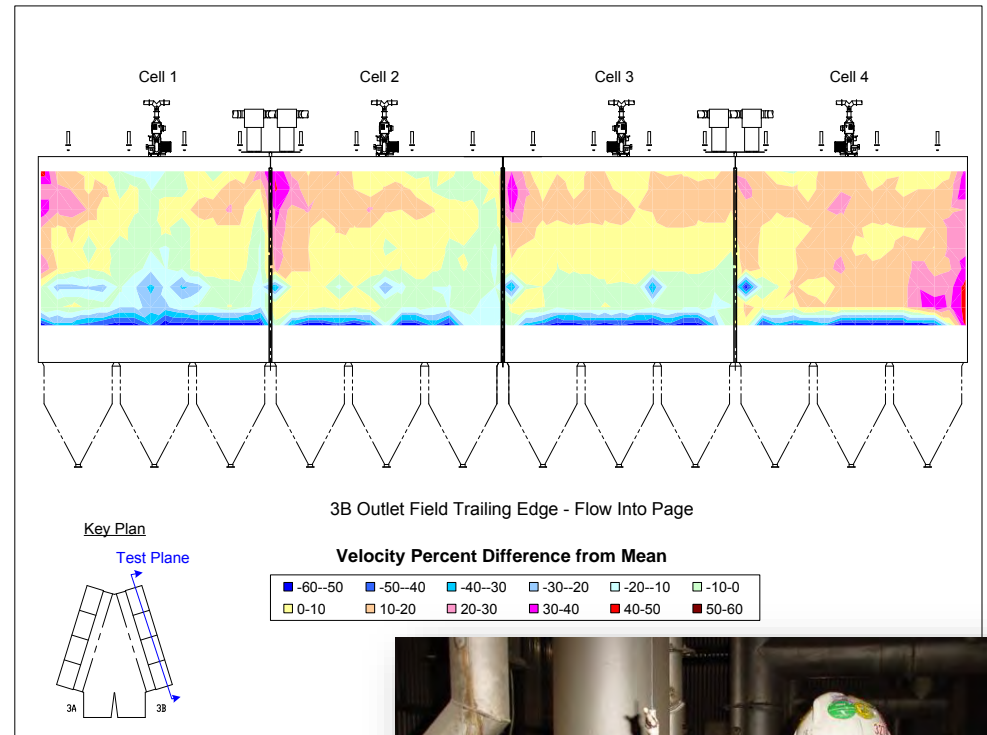 Cell 1
Cell 2
Cell 3
Cell 4
3B Outlet Field Trailing Edge - Flow Into Page
Key Plan
Test Plane
3A
3B
Velocity Percent Difference from Mean
-60--50 -50--40 -40--30 -30--20 -20--10 -10-0
0-10 10-20 20-30 30-40 40-50 50-60